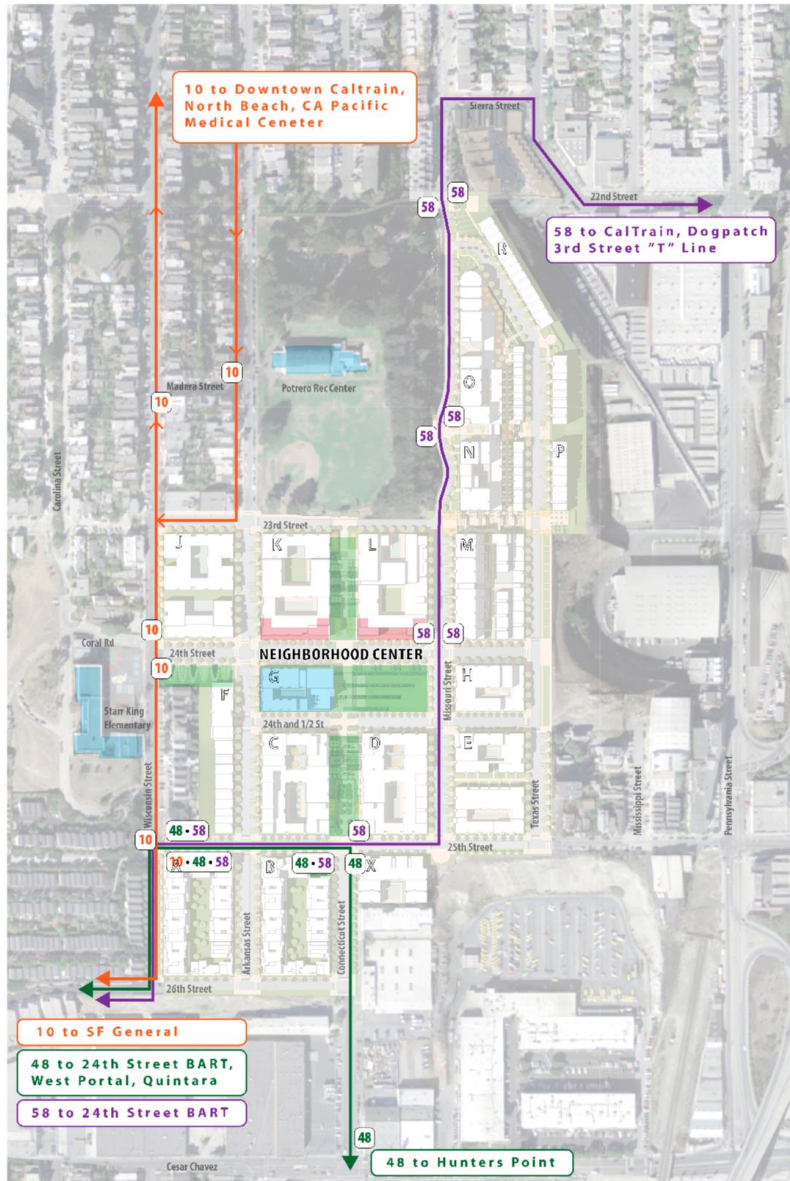 10 to Downtown Caltrain,
North Beach, CA Pacific
Medical Ceneter
Sierra Street
58
58
22nd Street
58 to CalTrain, Dogpatch
3rd Street "T" Line
R
Madera Street
10
10
Potrero Rec Center
O
58
58
N
P
Carolina Street
23rd Street
J
K
L
M
10
58
58
Coral Rd
24th Street
NEIGHBORHOOD CENTER
10
G
H
Starr King
Elementary
F
Missouri Street
24th and 1/2 St
C
D
E
Wisconsin Street
Texas Street
Mississippi Street
Pennsylvania Street
48 • 58
58
10
25th Street
10 • 48 • 58
A
B
48 • 58
48
X
Arkansas Street
Connecticut Street
26th Street
10 to SF General
48 to 24th Street BART,
West Portal, Quintara
58 to 24th Street BART
48
48 to Hunters Point
Cesar Chavez